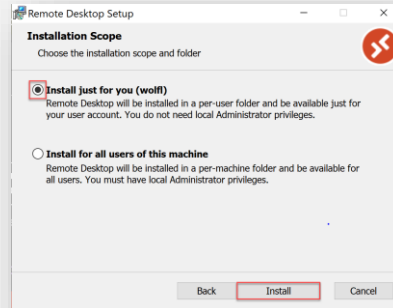 Remote Desktop Setup
Installation Scope
Choose the installation scope and folder
Install just for you (wolfl)
Remote Desktop will be installed in a per-user folder and be available just for
your user account. You do not need local Administrator privileges.
Install for all users of this machine
Remote Desktop will be installed in a per-machine folder and be available for
all users. You must have local Administrator privileges.
Back Install Cancel